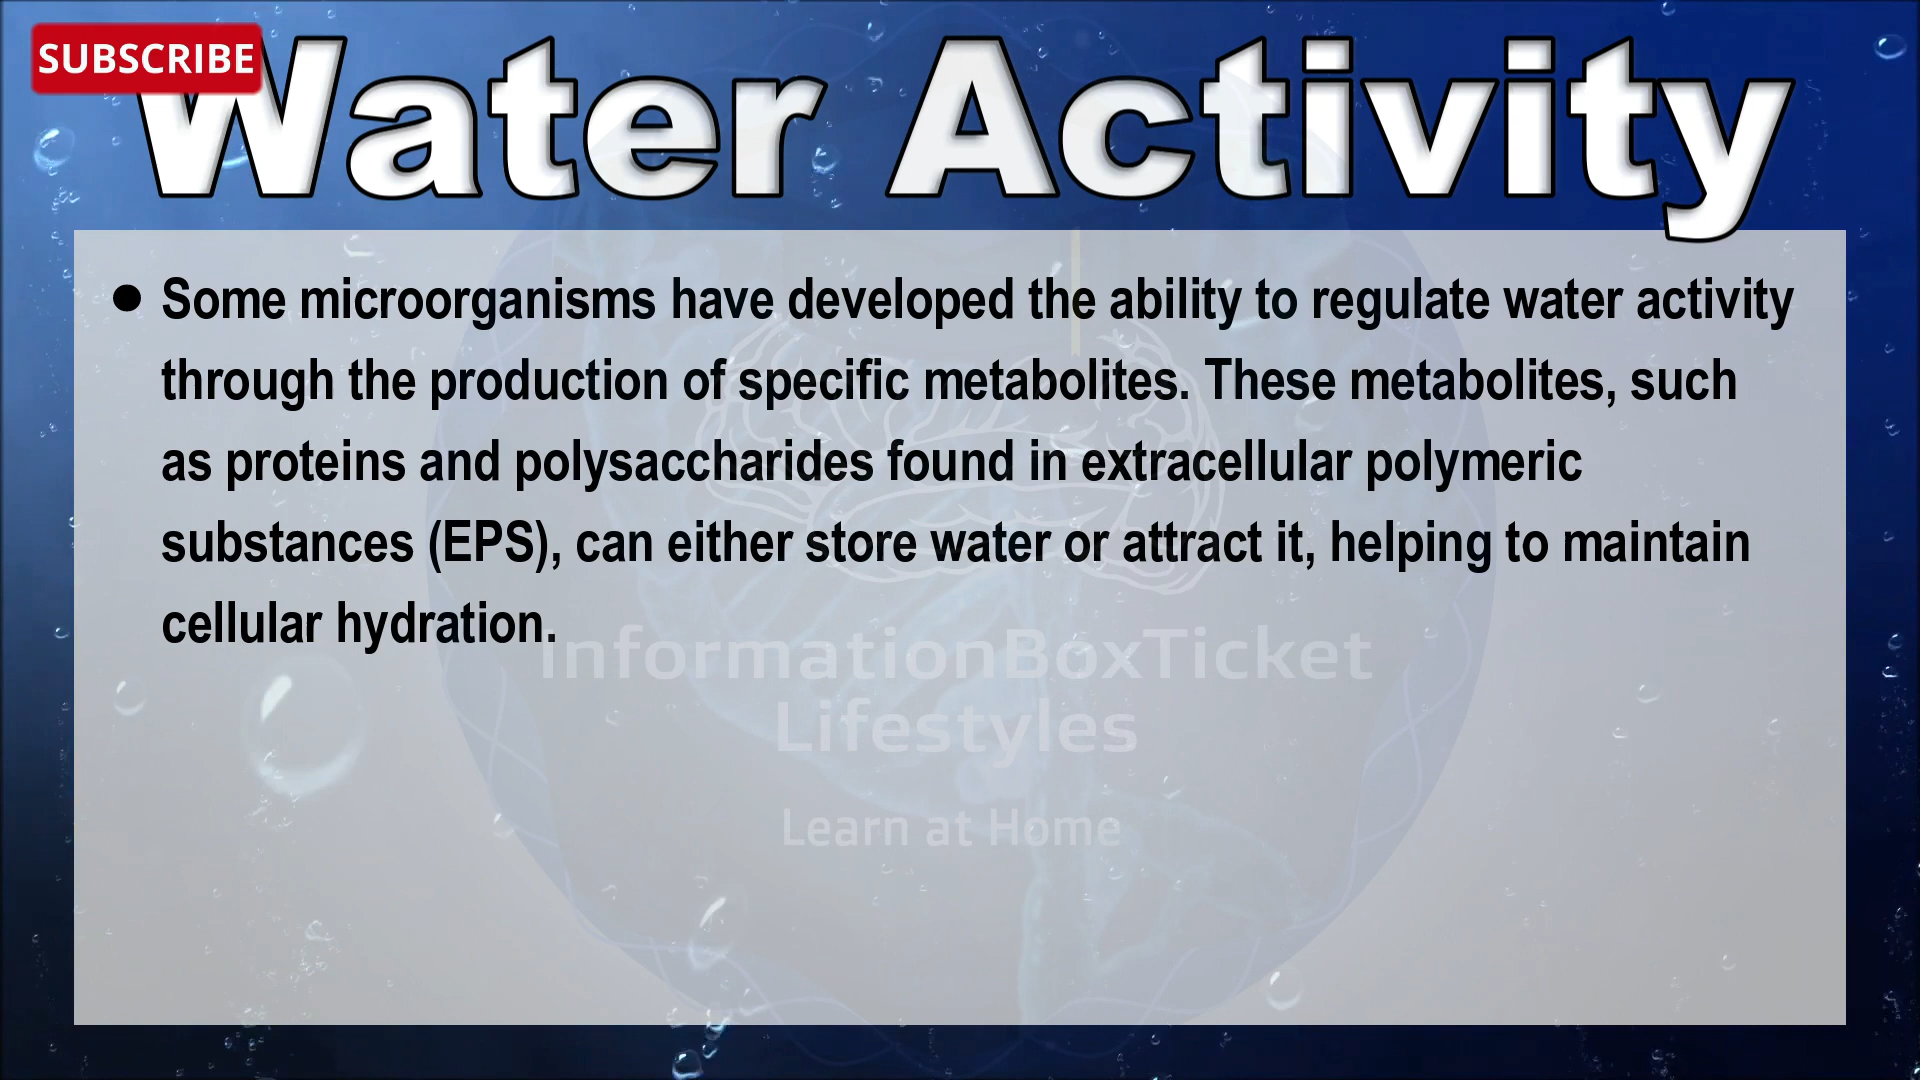 SUBSCRIBE
Water Activity
● Some microorganisms have developed the ability to regulate water activity
through the production of specific metabolites. These metabolites, such
as proteins and polysaccharides found in extracellular polymeric
substances (EPS), can either store water or attract it, helping to maintain
cellular hydration.
InformationBoxTicket
Lifestyles
Learn at Home